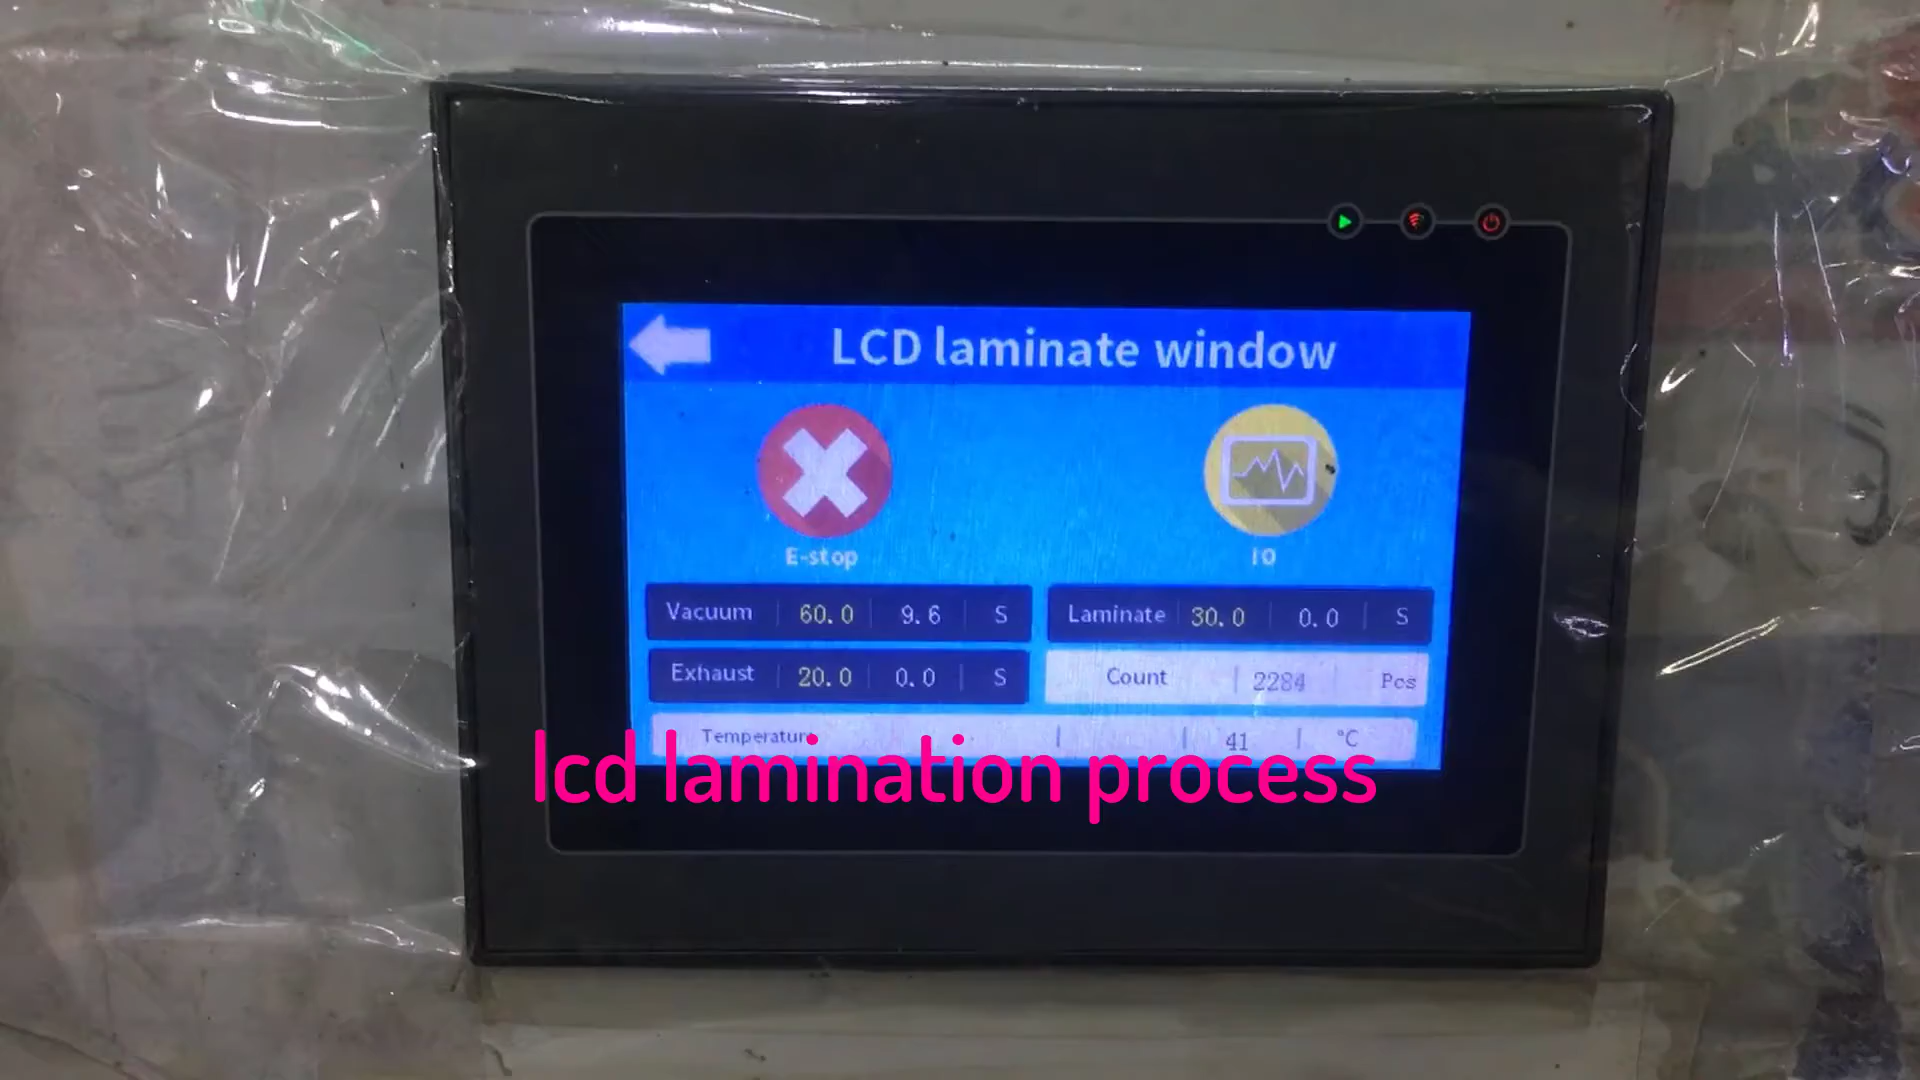 LCD laminate window
E-stop
IO
Vacuum 60.0 9.6 S
Laminate 30.0 0.0 S
Exhaust 20.0 0.0 S
Count 2284 Pcs
Temperature 41 °C
lcd lamination process